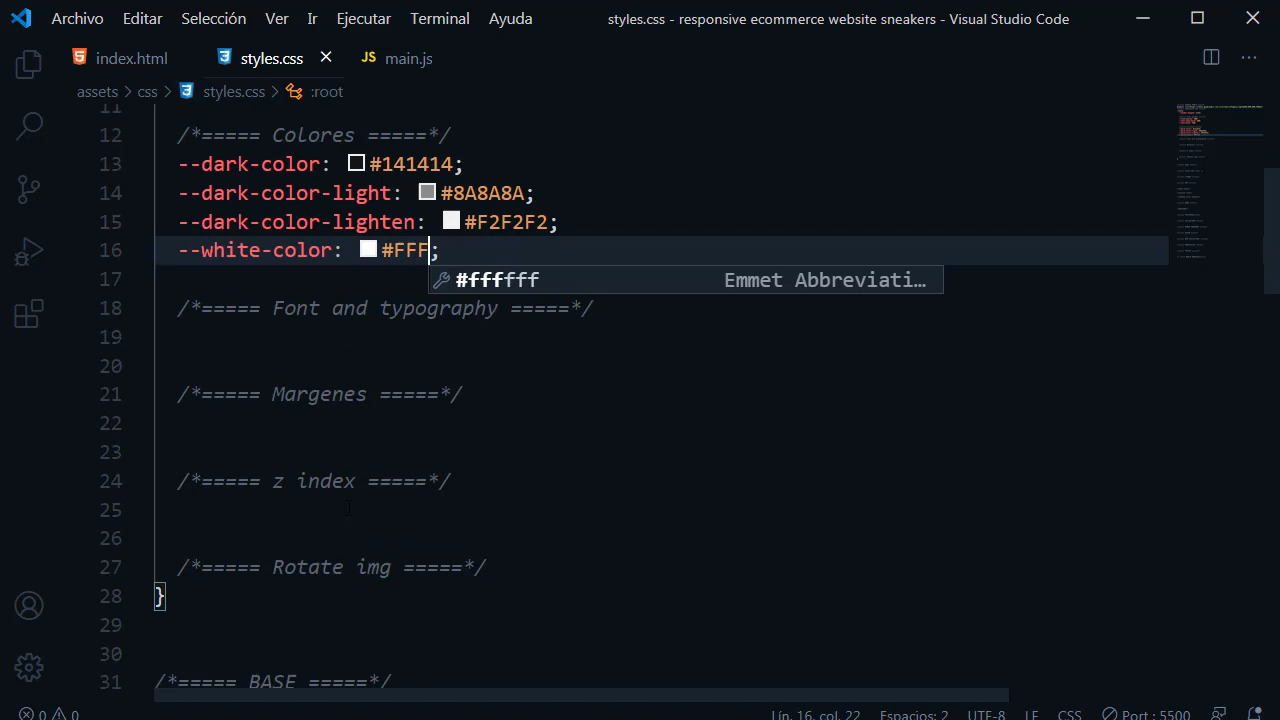 Archivo Editar Selección Ver Ir Ejecutar Terminal Ayuda styles.css - responsive ecommerce website sneakers - Visual Studio Code
index.html styles.css JS main.js
assets > css > styles.css > :root
11
12 /*===== Colores =====*/
13 --dark-color: #141414;
14 --dark-color-light: #8A8A8A;
15 --dark-color-lighten: #F2F2F2;
16 --white-color: #FFF;
17 #ffffff Emmet Abbreviati…
18 /*===== Font and typography =====*/
19
20
21 /*===== Margenes =====*/
22
23
24 /*===== z index =====*/
25
26
27 /*===== Rotate img =====*/
28 }
29
30
31 /*===== BASE =====*/
0 0 Lín. 16, col. 22 Espacios: 2 UTF-8 LF CSS Port : 5500